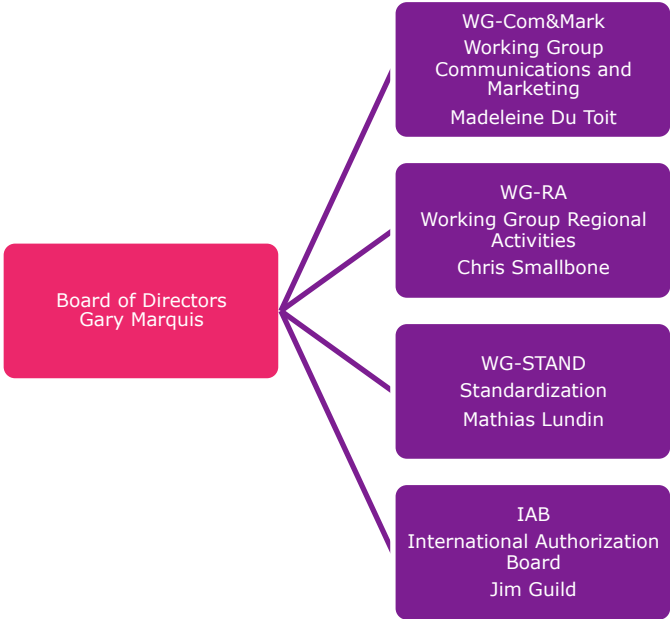 WG-Com&Mark
Working Group
Communications and
Marketing
Madeleine Du Toit
WG-RA
Working Group Regional
Activities
Chris Smallbone
Board of Directors
Gary Marquis
WG-STAND
Standardization
Mathias Lundin
IAB
International Authorization
Board
Jim Guild